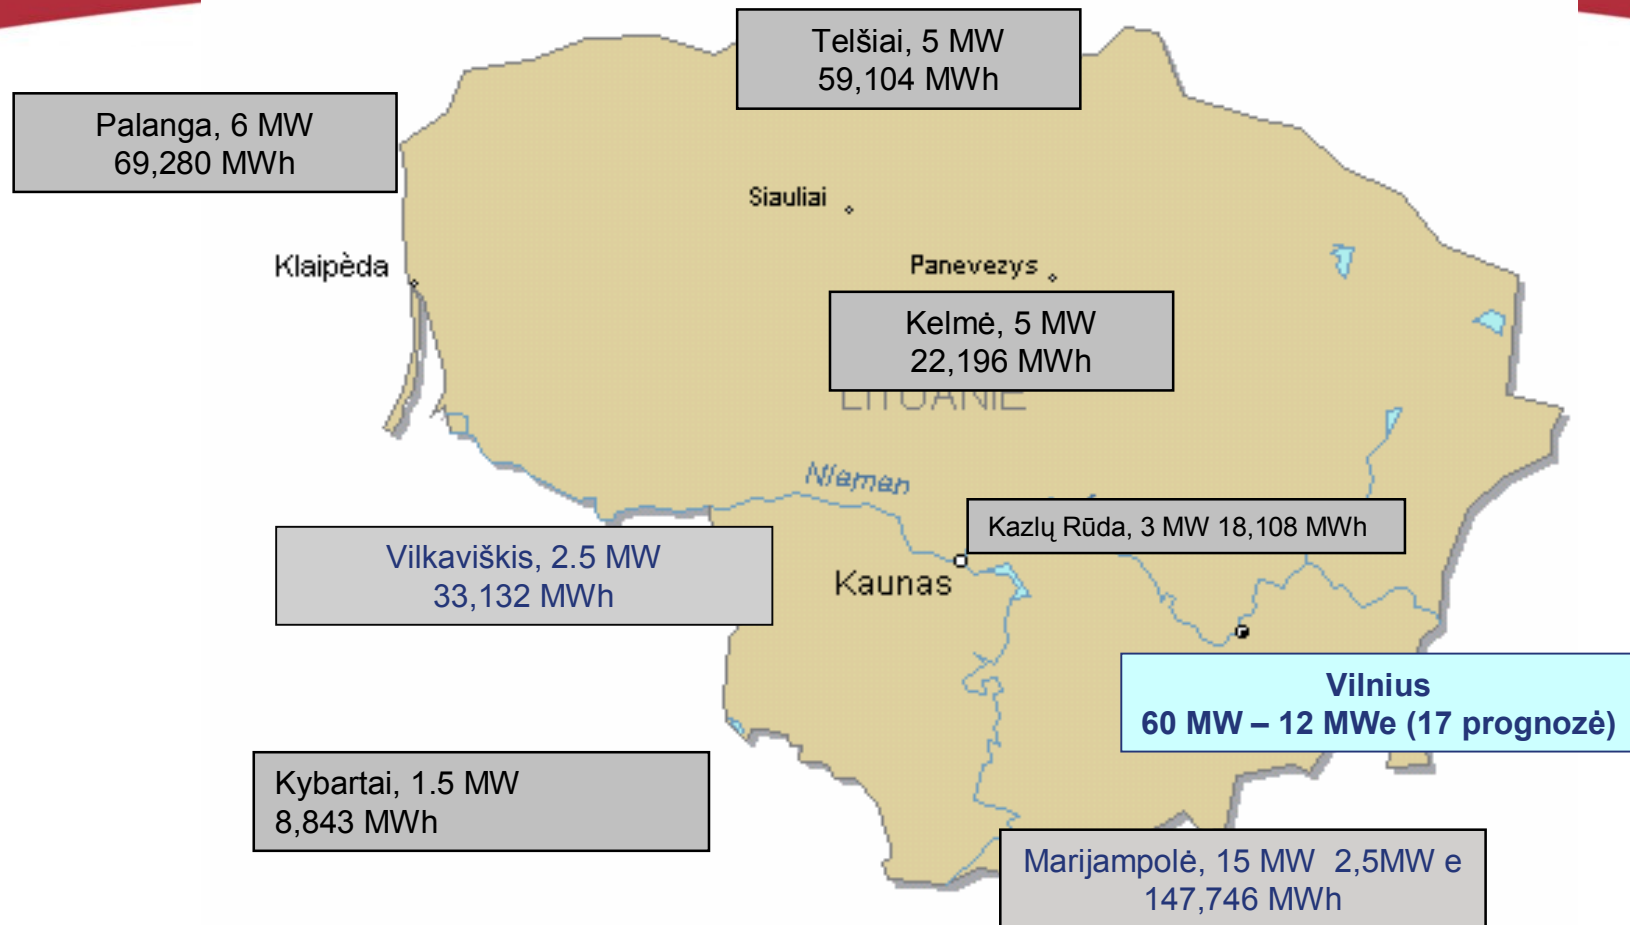 Telšiai, 5 MW
59,104 MWh
Palanga, 6 MW
69,280 MWh
Siauliai
Klaipèda
Panevezys
Kelmė, 5 MW
22,196 MWh
LITUANIE
Niémen
Kazlų Rūda, 3 MW 18,108 MWh
Vilkaviškis, 2.5 MW
33,132 MWh
Kaunas
Vilnius
60 MW – 12 MWe (17 prognozė)
Kybartai, 1.5 MW
8,843 MWh
Marijampolė, 15 MW 2,5MW e
147,746 MWh